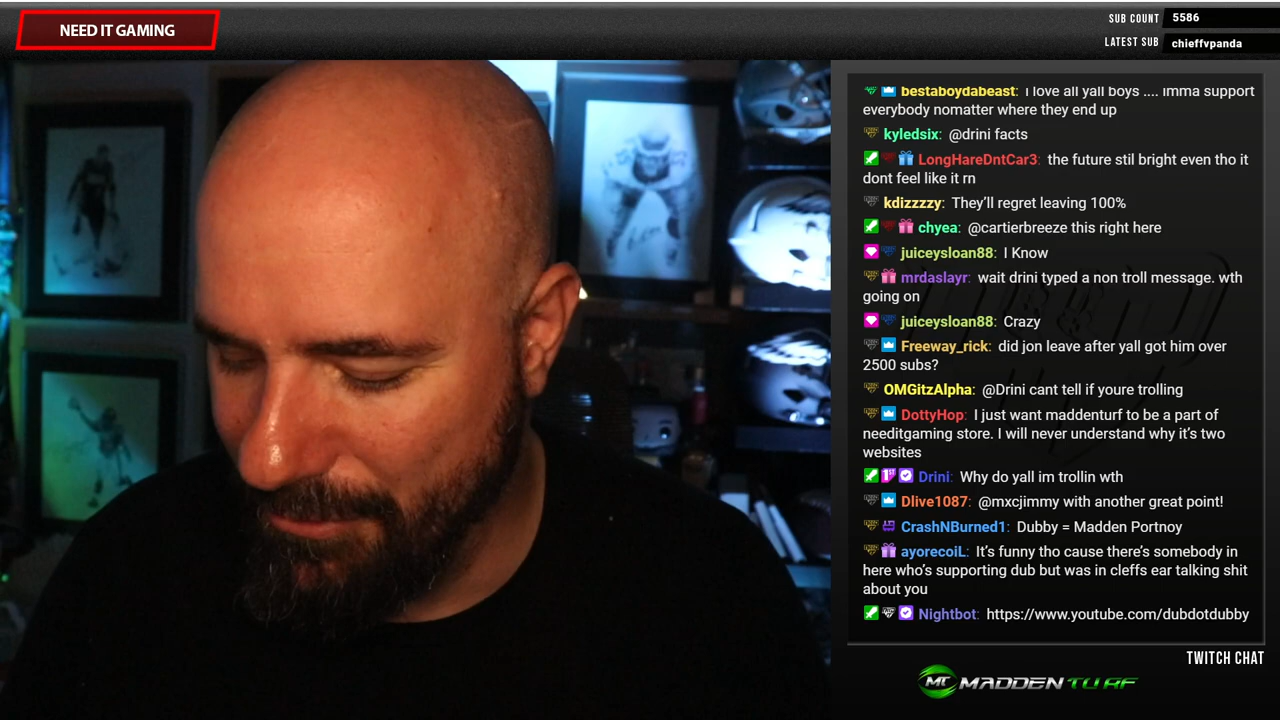 NEED IT GAMING
SUB COUNT 5586
LATEST SUB chieffvpanda
bestaboydabeast: i love all yall boys .... imma support
everybody nomatter where they end up
kyledsix: @drini facts
LongHareDntCar3: the future stil bright even tho it
dont feel like it rn
kdizzzzy: They’ll regret leaving 100%
chyea: @cartierbreeze this right here
juiceysloan88: I Know
mrdaslayr: wait drini typed a non troll message. wth
going on
juiceysloan88: Crazy
Freeway_rick: did jon leave after yall got him over
2500 subs?
OMGitzAlpha: @Drini cant tell if youre trolling
DottyHop: I just want maddenturf to be a part of
needitgaming store. I will never understand why it’s two
websites
Drini: Why do yall im trollin wth
Dlive1087: @mxcjimmy with another great point!
CrashNBurned1: Dubby = Madden Portnoy
ayorecoiL: It’s funny tho cause there’s somebody in
here who’s supporting dub but was in cleffs ear talking shit
about you
Nightbot: https://www.youtube.com/dubdotdubby
TWITCH CHAT
MT MADDEN TURF